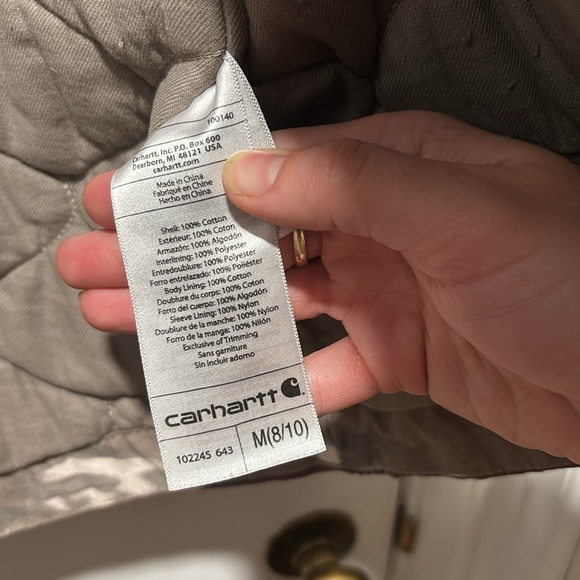 100140
Carhartt, Inc. P.O. Box 600
Dearborn, MI 48121 USA
carhartt.com
Made in China
Fabriqué en Chine
Hecho en China
Shell: 100% Cotton
Extérieur: 100% Coton
Armazón: 100% Algodón
Interlining: 100% Polyester
Entredoublure: 100% Polyester
Forro entrelazado: 100% Poliéster
Body Lining: 100% Cotton
Doublure du corps: 100% Coton
Forro del cuerpo: 100% Algodón
Sleeve Lining: 100% Nylon
Doublure de la manche: 100% Nylon
Forro de la manga: 100% Nilón
Exclusive of Trimming
Sans garniture
Sin incluir adorno
carhartt
102245 643
M(8/10)